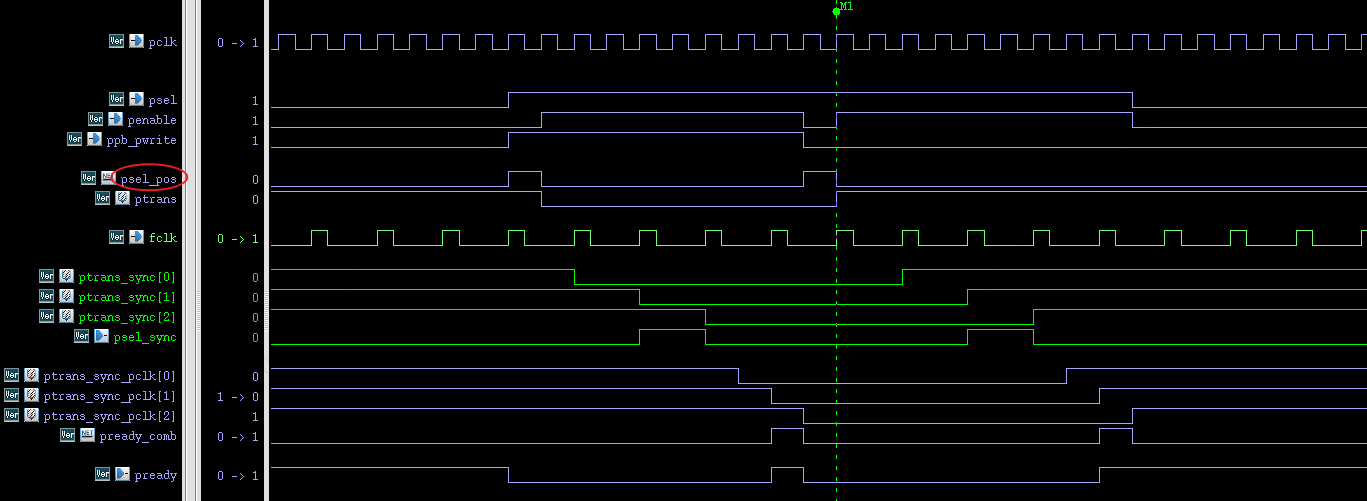 M1
Ver pclk 0 -> 1
Ver psel 1
Ver penable 1
Ver ppb_pwrite 1
Ver NET psel_pos 0
Ver ptrans 0
Ver fclk 0 -> 1
Ver ptrans_sync[0] 0
Ver ptrans_sync[1] 0
Ver ptrans_sync[2] 0
Ver psel_sync 0
Ver ptrans_sync_pclk[0] 0
Ver ptrans_sync_pclk[1] 1 -> 0
Ver ptrans_sync_pclk[2] 1
Ver NET pready_comb 0 -> 1
Ver pready 0 -> 1